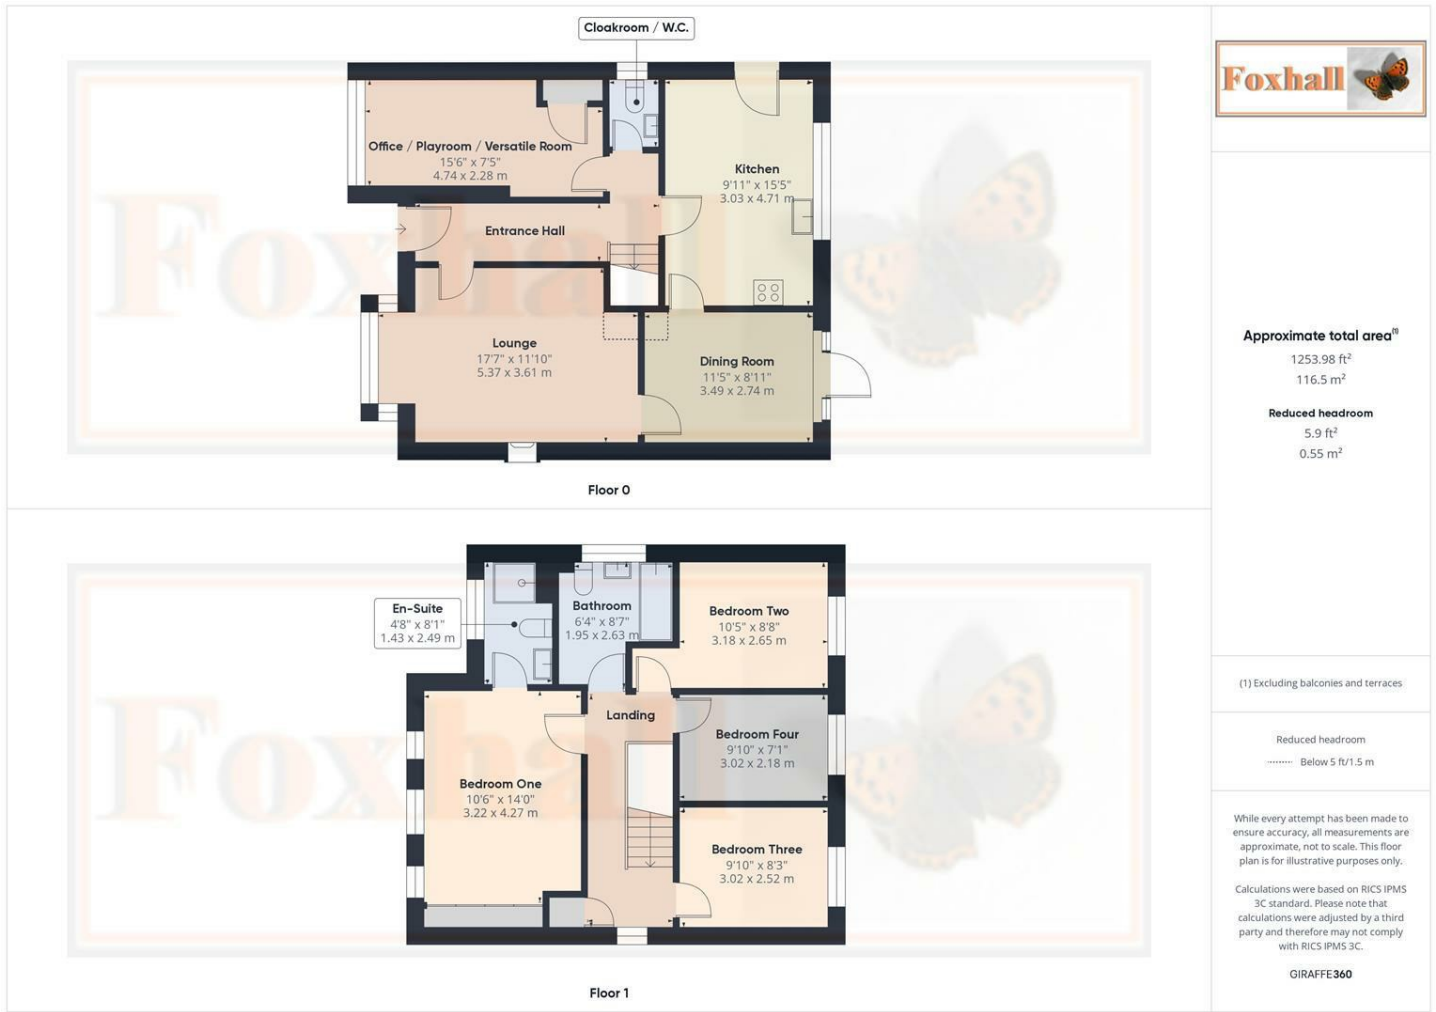 Cloakroom / W.C.
Office / Playroom / Versatile Room
15'6" x 7'5"
4.74 x 2.28 m
Kitchen
9'11" x 15'5"
3.03 x 4.71 m
Entrance Hall
Lounge
17'7" x 11'10"
5.37 x 3.61 m
Dining Room
11'5" x 8'11"
3.49 x 2.74 m
Foxhall
Floor 0
En-Suite
4'8" x 8'1"
1.43 x 2.49 m
Bathroom
6'4" x 8'7"
1.95 x 2.63 m
Bedroom Two
10'5" x 8'8"
3.18 x 2.65 m
Landing
Bedroom Four
9'10" x 7'1"
3.02 x 2.18 m
Bedroom One
10'6" x 14'0"
3.22 x 4.27 m
Bedroom Three
9'10" x 8'3"
3.02 x 2.52 m
Foxhall
Floor 1
Foxhall
Approximate total area(1)
1253.98 ft²
116.5 m²
Reduced headroom
5.9 ft²
0.55 m²
(1) Excluding balconies and terraces
Reduced headroom
Below 5 ft/1.5 m
While every attempt has been made to
ensure accuracy, all measurements are
approximate, not to scale. This floor
plan is for illustrative purposes only.
Calculations were based on RICS IPMS
3C standard. Please note that
calculations were adjusted by a third
party and therefore may not comply
with RICS IPMS 3C.
GIRAFFE360